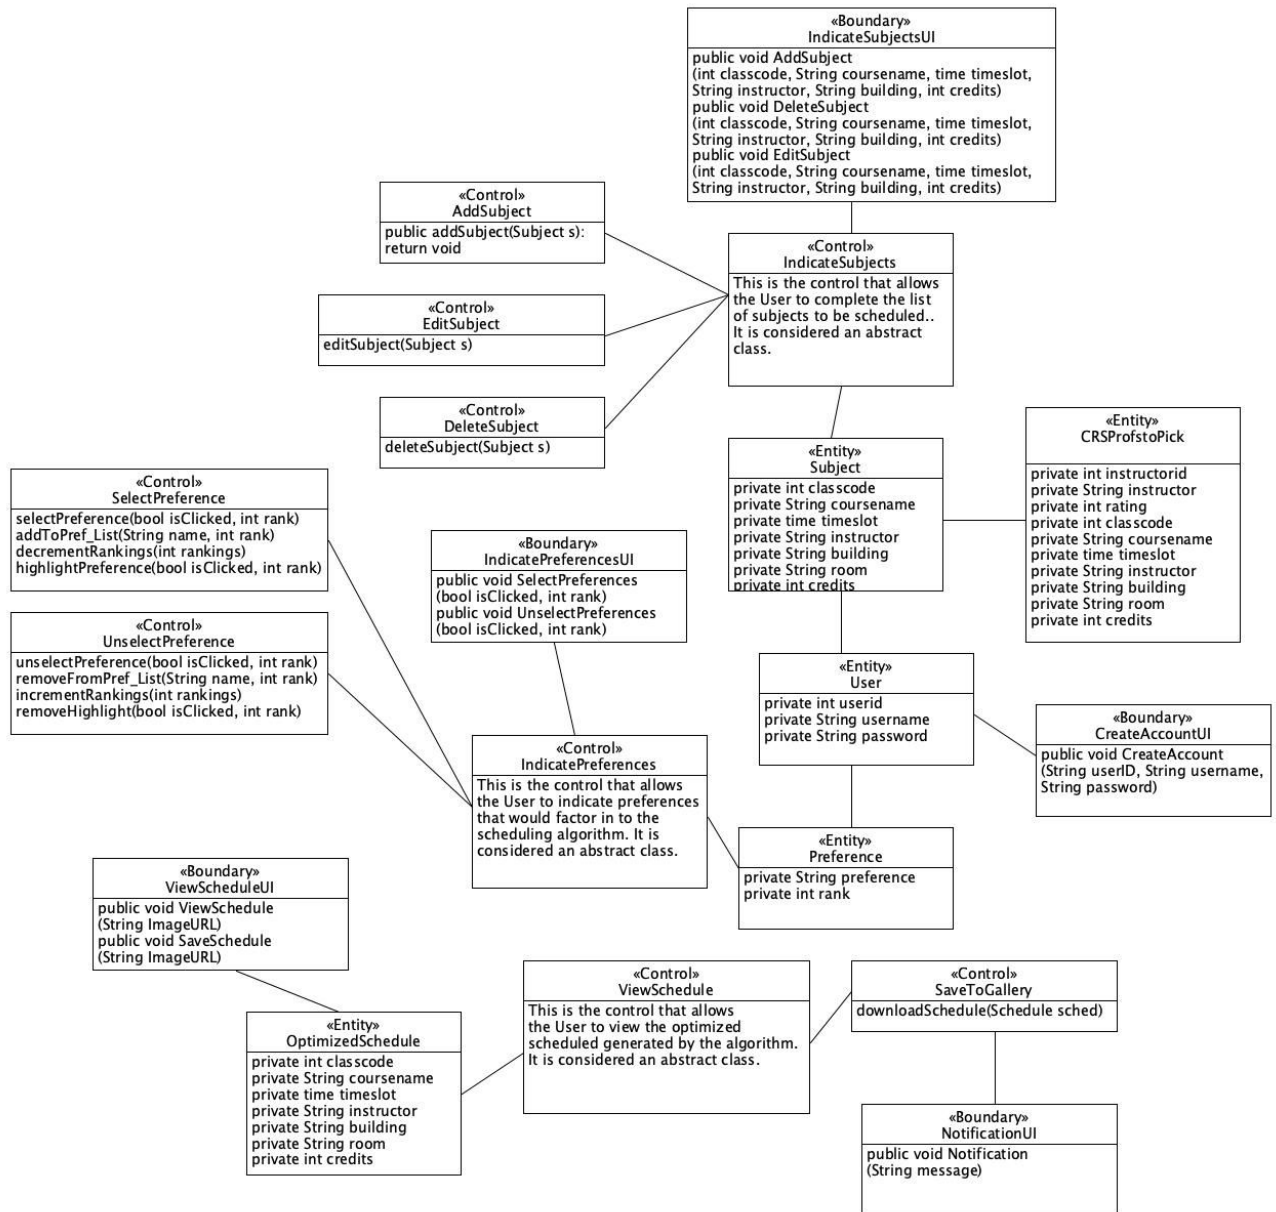 «Boundary»
IndicateSubjectsUI
public void AddSubject
(int classcode, String coursename, time timeslot,
String instructor, String building, int credits)
public void DeleteSubject
(int classcode, String coursename, time timeslot,
String instructor, String building, int credits)
public void EditSubject
(int classcode, String coursename, time timeslot,
String instructor, String building, int credits)
«Control»
AddSubject
public addSubject(Subject s):
return void
«Control»
IndicateSubjects
This is the control that allows
the User to complete the list
of subjects to be scheduled..
It is considered an abstract
class.
«Control»
EditSubject
editSubject(Subject s)
«Control»
DeleteSubject
deleteSubject(Subject s)
«Entity»
Subject
private int classcode
private String coursename
private time timeslot
private String instructor
private String building
private String room
private int credits
«Entity»
CRSProfstoPick
private int instructorid
private String instructor
private int rating
private int classcode
private String coursename
private time timeslot
private String instructor
private String building
private String room
private int credits
«Control»
SelectPreference
selectPreference(bool isClicked, int rank)
addToPref_List(String name, int rank)
decrementRankings(int rankings)
highlightPreference(bool isClicked, int rank)
«Boundary»
IndicatePreferencesUI
public void SelectPreferences
(bool isClicked, int rank)
public void UnselectPreferences
(bool isClicked, int rank)
«Control»
UnselectPreference
unselectPreference(bool isClicked, int rank)
removeFromPref_List(String name, int rank)
incrementRankings(int rankings)
removeHighlight(bool isClicked, int rank)
«Entity»
User
private int userid
private String username
private String password
«Boundary»
CreateAccountUI
public void CreateAccount
(String userID, String username,
String password)
«Control»
IndicatePreferences
This is the control that allows
the User to indicate preferences
that would factor in to the
scheduling algorithm. It is
considered an abstract class.
«Entity»
Preference
private String preference
private int rank
«Boundary»
ViewScheduleUI
public void ViewSchedule
(String ImageURL)
public void SaveSchedule
(String ImageURL)
«Entity»
OptimizedSchedule
private int classcode
private String coursename
private time timeslot
private String instructor
private String building
private String room
private int credits
«Control»
ViewSchedule
This is the control that allows
the User to view the optimized
scheduled generated by the algorithm.
It is considered an abstract class.
«Control»
SaveToGallery
downloadSchedule(Schedule sched)
«Boundary»
NotificationUI
public void Notification
(String message)